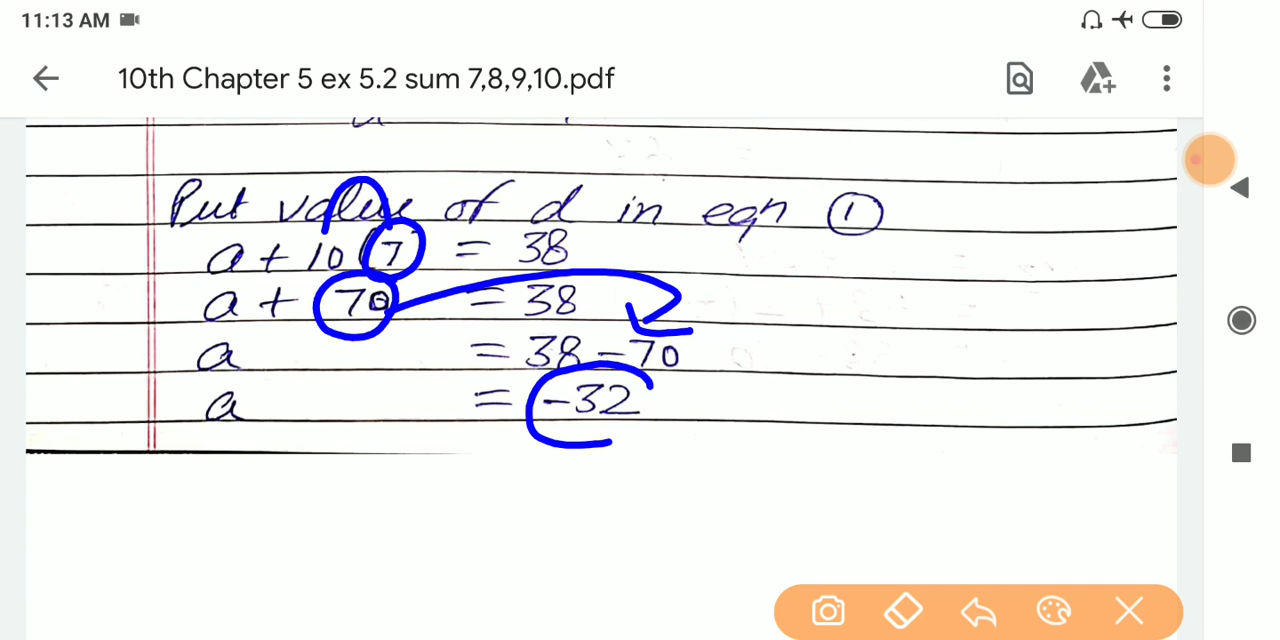 11:13 AM
10th Chapter 5 ex 5.2 sum 7,8,9,10.pdf
Put value of d in eqn ①
a + 10(7) = 38
a + 70 = 38
a = 38 - 70
a = -32